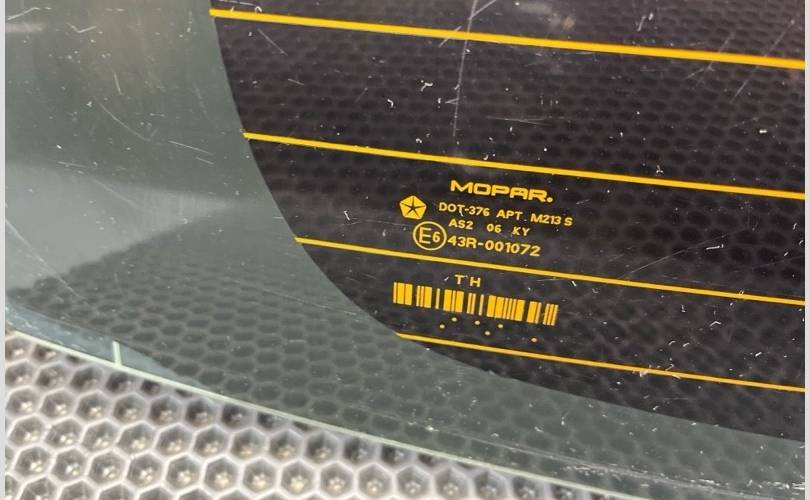 MOPAR.
DOT-376 APT. M213 S
AS2 06 KY
E6 43R-001072
TH